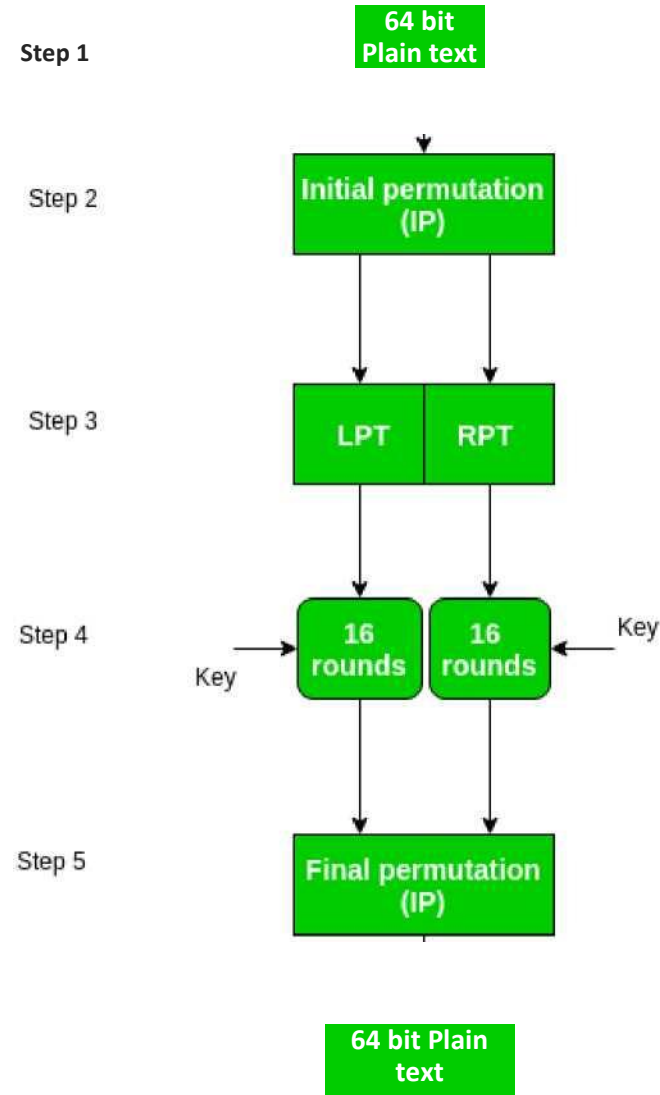 64 bit
Plain text
Step 1
Step 2
Initial permutation
(IP)
Step 3
LPT
RPT
Step 4
Key
16
rounds
16
rounds
Key
Step 5
Final permutation
(IP)
64 bit Plain
text